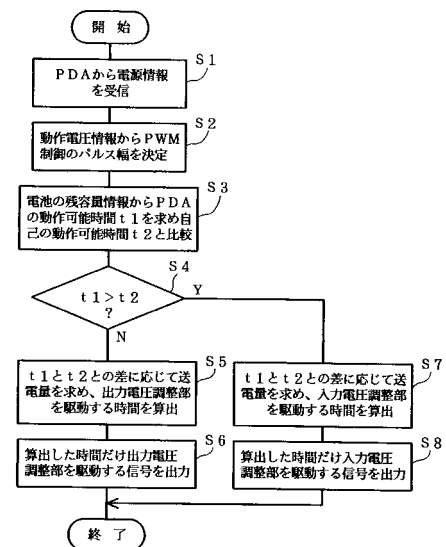 開 始
S1
PDAから電源情報
を受信
S2
動作電圧情報からPWM
制御のパルス幅を決定
S3
電池の残容量情報からPDA
の動作可能時間t1を求め自
己の動作可能時間t2と比較
S4
t1>t2
?
Y
N
S5
t1とt2との差に応じて送
電量を求め、出力電圧調整部
を駆動する時間を算出
S7
t1とt2との差に応じて送
電量を求め、入力電圧調整部
を駆動する時間を算出
S6
算出した時間だけ出力電圧
調整部を駆動する信号を出力
S8
算出した時間だけ入力電圧
調整部を駆動する信号を出力
終 了